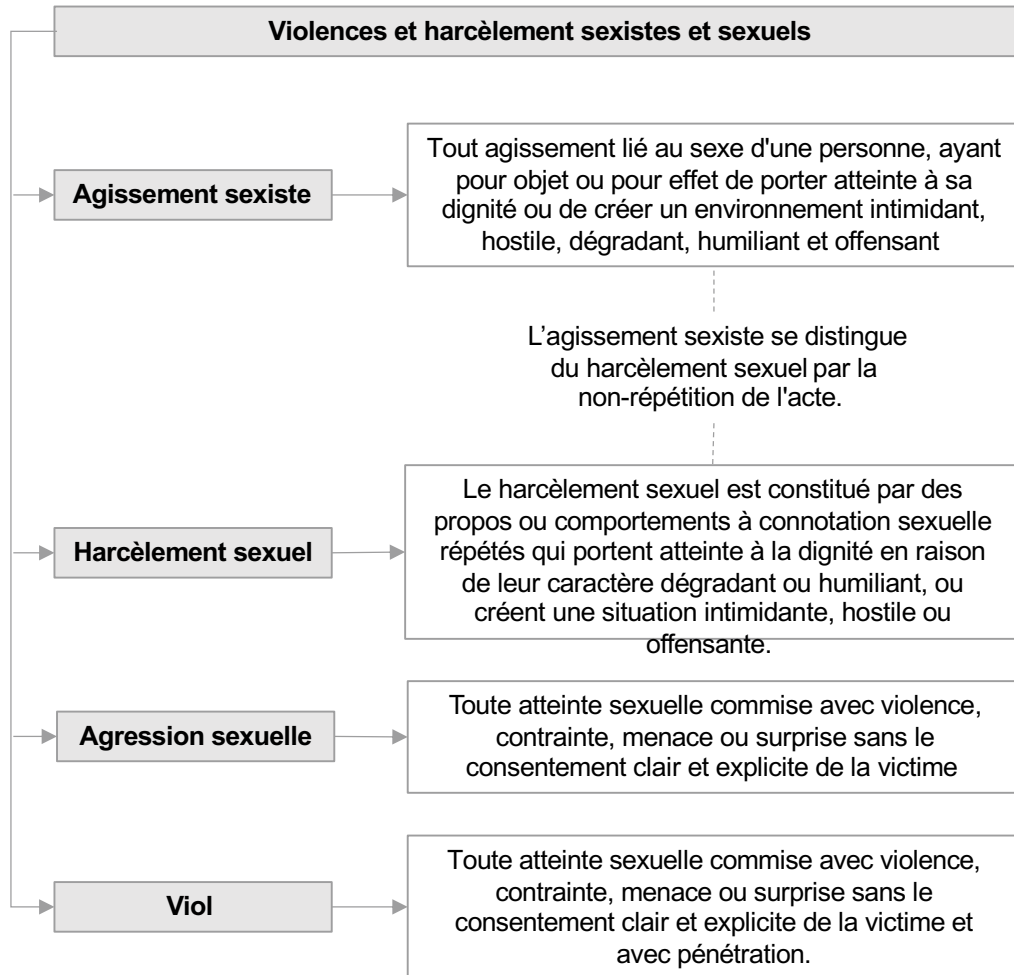 Violences et harcèlement sexistes et sexuels
Agissement sexiste
Tout agissement lié au sexe d'une personne, ayant
pour objet ou pour effet de porter atteinte à sa
dignité ou de créer un environnement intimidant,
hostile, dégradant, humiliant et offensant
L’agissement sexiste se distingue
du harcèlement sexuel par la
non-répétition de l'acte.
Harcèlement sexuel
Le harcèlement sexuel est constitué par des
propos ou comportements à connotation sexuelle
répétés qui portent atteinte à la dignité en raison
de leur caractère dégradant ou humiliant, ou
créent une situation intimidante, hostile ou
offensante.
Agression sexuelle
Toute atteinte sexuelle commise avec violence,
contrainte, menace ou surprise sans le
consentement clair et explicite de la victime
Viol
Toute atteinte sexuelle commise avec violence,
contrainte, menace ou surprise sans le
consentement clair et explicite de la victime et
avec pénétration.